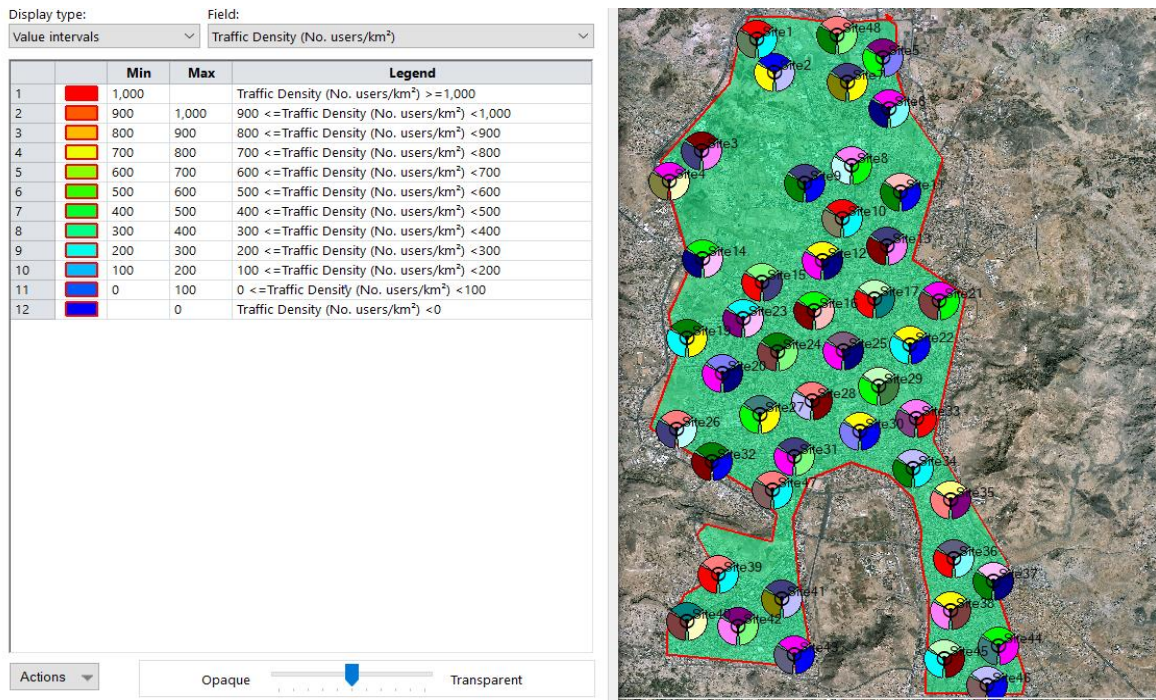 Display type:
Field:
Value intervals
Traffic Density (No. users/km²)
Min Max Legend
1 1,000 Traffic Density (No. users/km²) >=1,000
2 900 1,000 900 <=Traffic Density (No. users/km²) <1,000
3 800 900 800 <=Traffic Density (No. users/km²) <900
4 700 800 700 <=Traffic Density (No. users/km²) <800
5 600 700 600 <=Traffic Density (No. users/km²) <700
6 500 600 500 <=Traffic Density (No. users/km²) <600
7 400 500 400 <=Traffic Density (No. users/km²) <500
8 300 400 300 <=Traffic Density (No. users/km²) <400
9 200 300 200 <=Traffic Density (No. users/km²) <300
10 100 200 100 <=Traffic Density (No. users/km²) <200
11 0 100 0 <=Traffic Density (No. users/km²) <100
12 0 Traffic Density (No. users/km²) <0
Actions
Opaque
Transparent
Site1
Site48
Site5
Site2
Site7
Site6
Site3
Site8
Site4
Site9
Site10
Site13
Site14
Site12
Site15
Site17
Site21
Site16
Site23
Site19
Site24
Site25
Site22
Site20
Site29
Site28
Site27
Site33
Site26
Site30
Site31
Site32
Site34
Site47
Site35
Site36
Site39
Site37
Site41
Site38
Site42
Site44
Site45
Site46